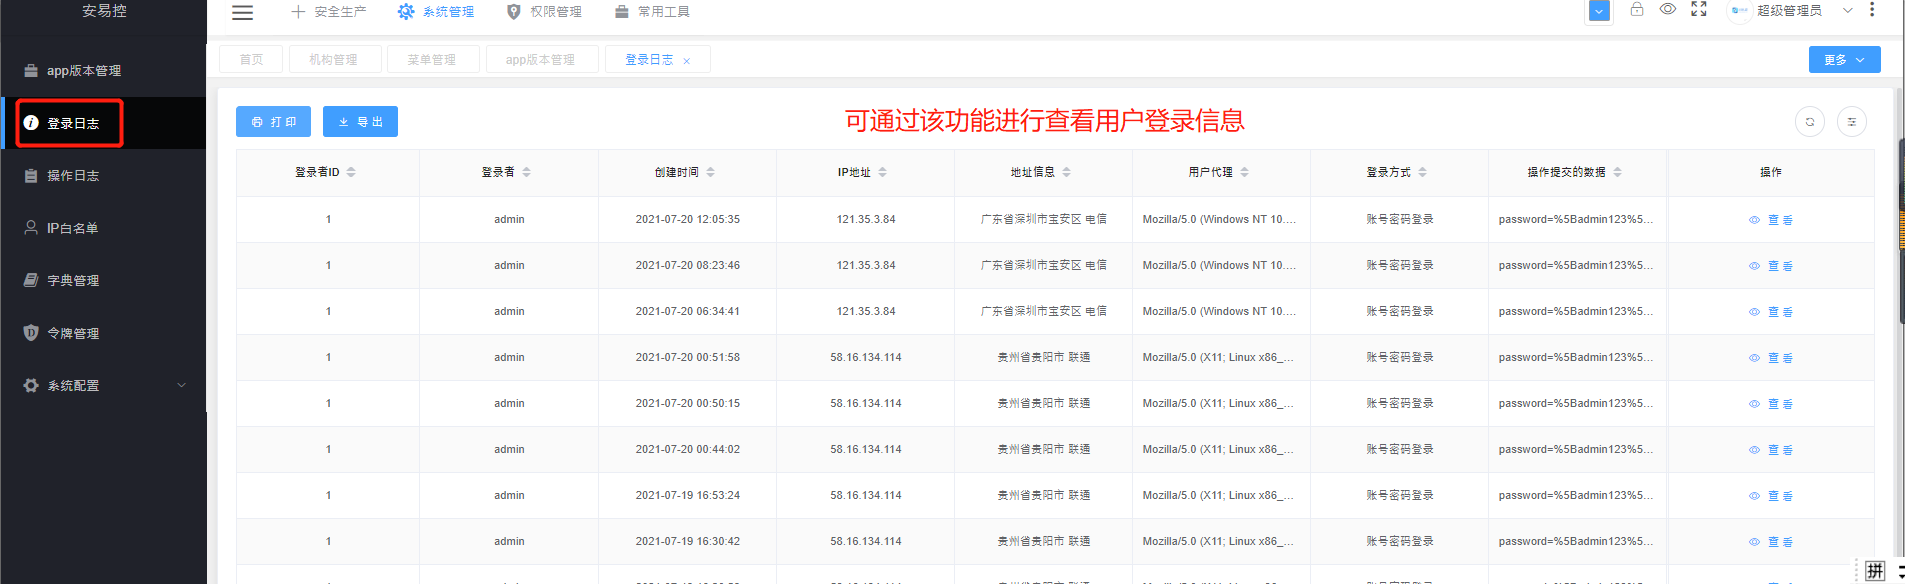 安易控
安全生产 系统管理 权限管理 常用工具 超级管理员
首页 机构管理 菜单管理 app版本管理 登录日志 × 更多
app版本管理
登录日志
操作日志
IP白名单
字典管理
令牌管理
系统配置
打印 导出 可通过该功能进行查看用户登录信息
登录者ID 登录者 创建时间 IP地址 地址信息 用户代理 登录方式 操作提交的数据 操作
1 admin 2021-07-20 12:05:35 121.35.3.84 广东省深圳市宝安区 电信 Mozilla/5.0 (Windows NT 10.... 账号密码登录 password=%5Badmin123%5... 查看
1 admin 2021-07-20 08:23:46 121.35.3.84 广东省深圳市宝安区 电信 Mozilla/5.0 (Windows NT 10.... 账号密码登录 password=%5Badmin123%5... 查看
1 admin 2021-07-20 06:34:41 121.35.3.84 广东省深圳市宝安区 电信 Mozilla/5.0 (Windows NT 10.... 账号密码登录 password=%5Badmin123%5... 查看
1 admin 2021-07-20 00:51:58 58.16.134.114 贵州省贵阳市 联通 Mozilla/5.0 (X11; Linux x86_... 账号密码登录 password=%5Badmin123%5... 查看
1 admin 2021-07-20 00:50:15 58.16.134.114 贵州省贵阳市 联通 Mozilla/5.0 (X11; Linux x86_... 账号密码登录 password=%5Badmin123%5... 查看
1 admin 2021-07-20 00:44:02 58.16.134.114 贵州省贵阳市 联通 Mozilla/5.0 (X11; Linux x86_... 账号密码登录 password=%5Badmin123%5... 查看
1 admin 2021-07-19 16:53:24 58.16.134.114 贵州省贵阳市 联通 Mozilla/5.0 (X11; Linux x86_... 账号密码登录 password=%5Badmin123%5... 查看
1 admin 2021-07-19 16:30:42 58.16.134.114 贵州省贵阳市 联通 Mozilla/5.0 (X11; Linux x86_... 账号密码登录 password=%5Badmin123%5... 查看
拼